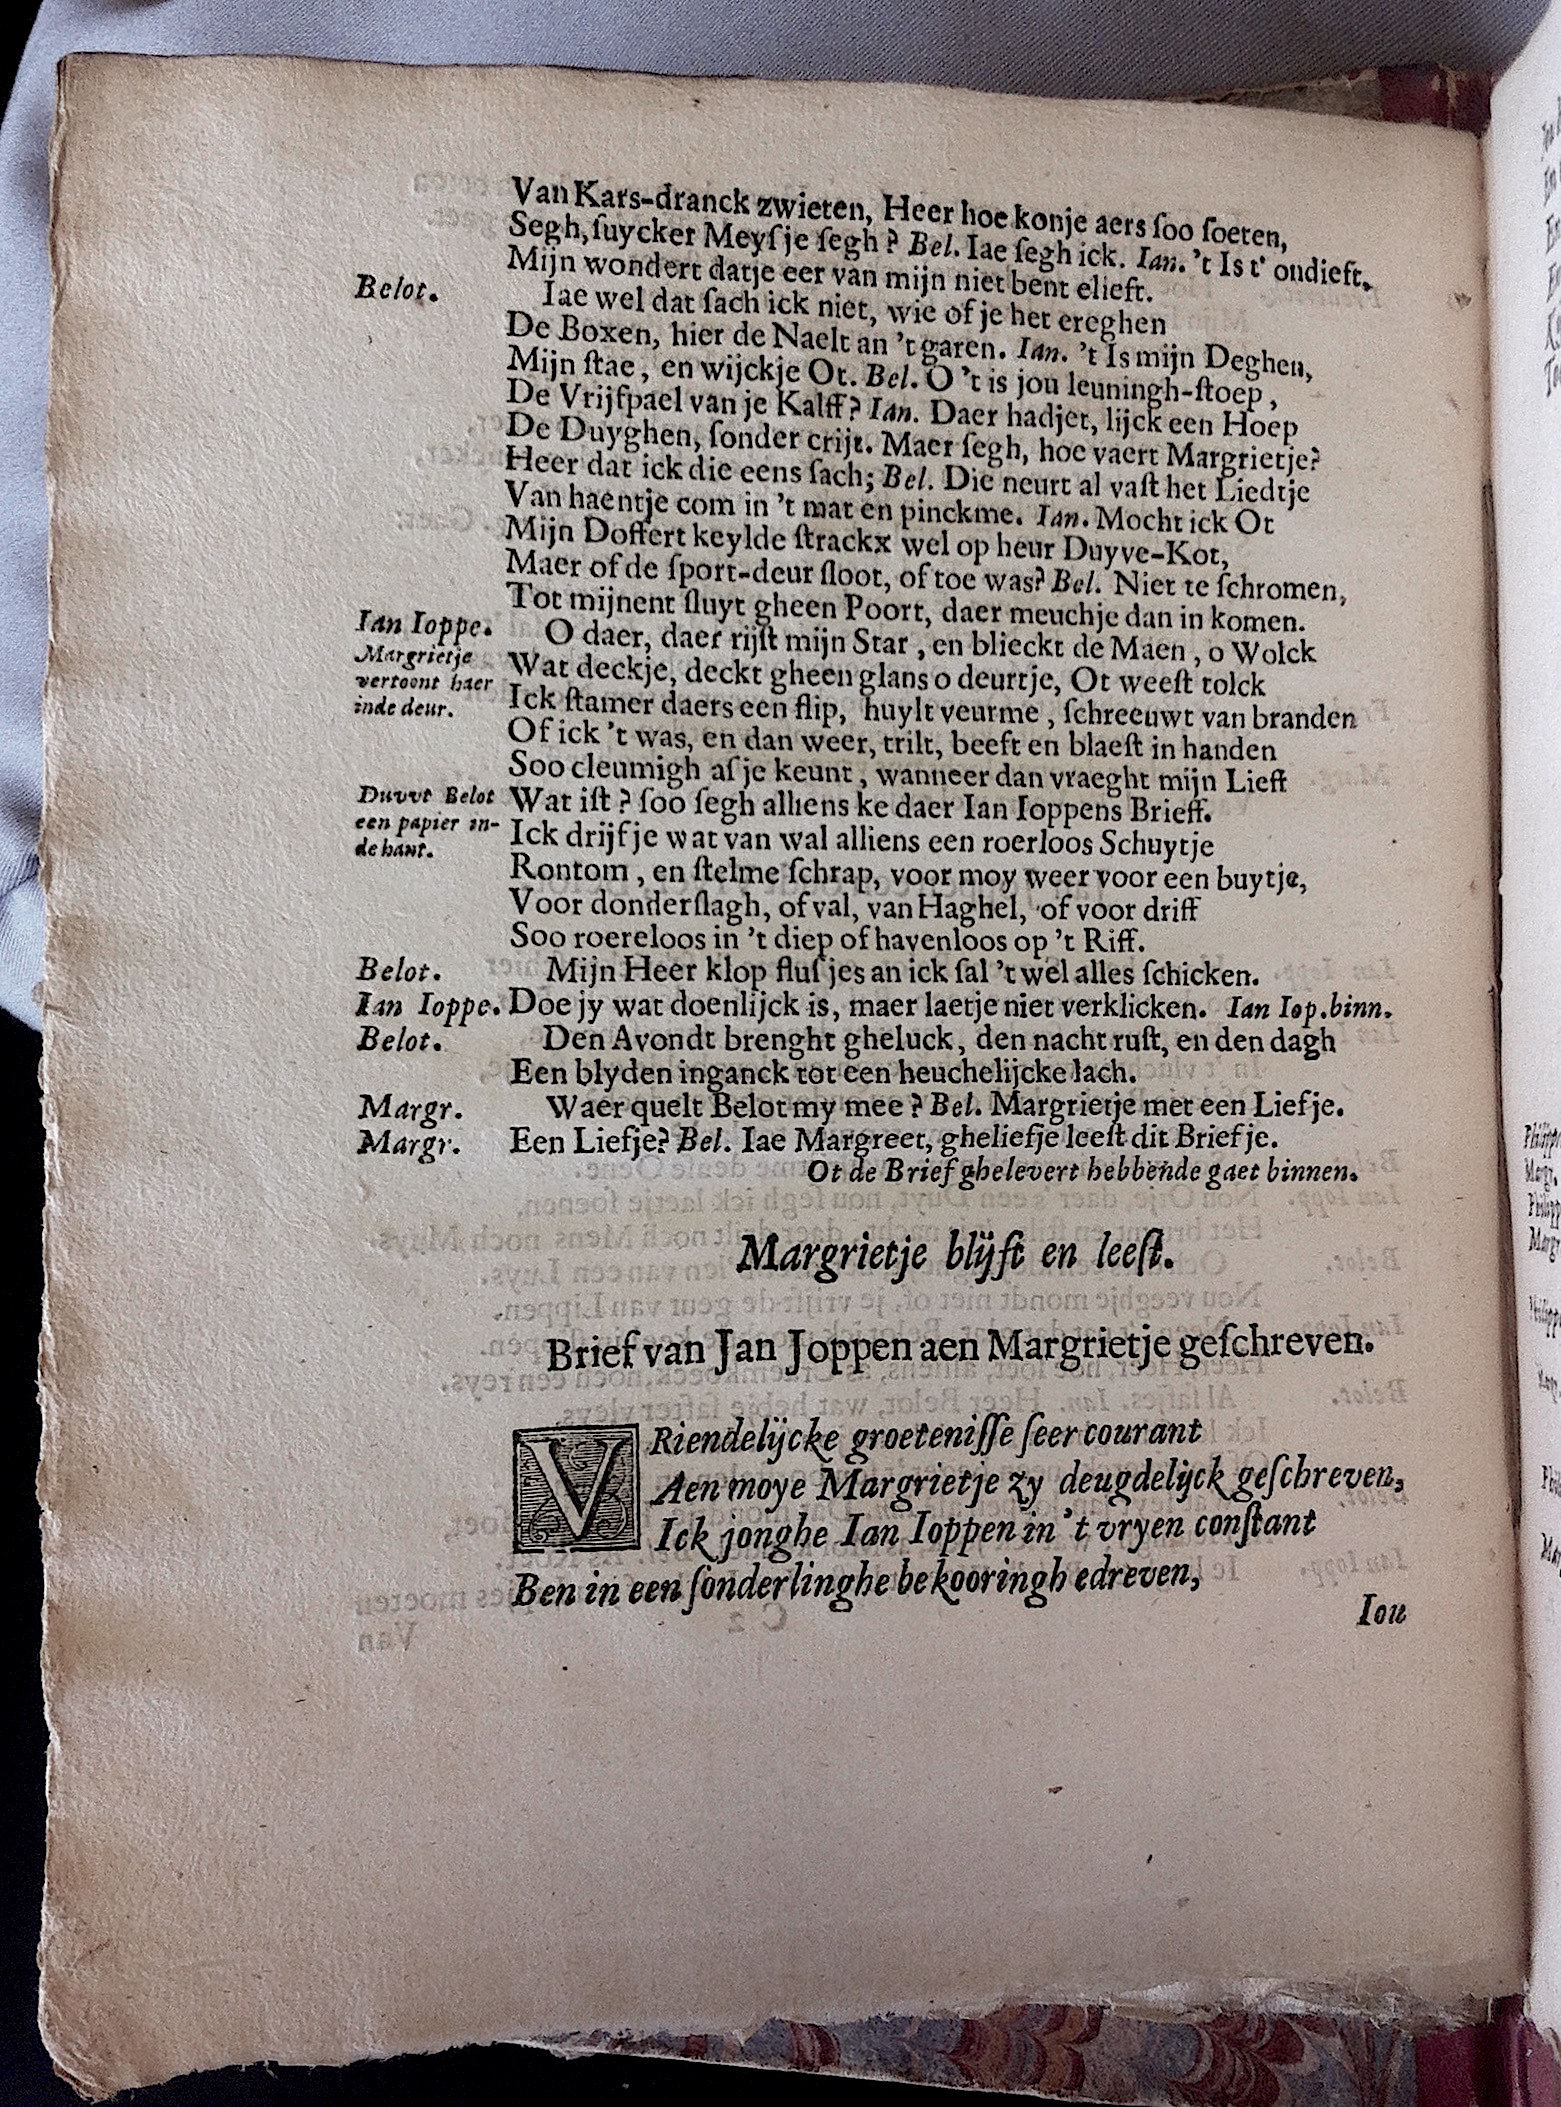 Van Kars-dranck zwieten, Heer hoe konje aers ſoo ſoeten,
Segh, ſuycker Meyſje ſegh? Bel. Iae ſegh ick. Ian. 't Is t' ondieft,
Mijn wondert datje eer van mijn niet bent elieft.
Belot. Iae wel dat ſach ick niet, wie of je het ereghen
De Boxen, hier de Naelt an 't garen. Ian. 't Is mijn Deghen,
Mijn ſtae, en wijckje Ot. Bel. O 't is jou leuningh-ſtoep,
De Vrijfpael van je Kalff? Ian. Daer hadjet, lijck een Hoep
De Duyghen, ſonder crijt. Maer ſegh, hoe vaert Margrietje?
Heer dat ick die eens ſach; Bel. Die neurt al vaſt het Liedtje
Van haentje com in 't mat en pinckme. Ian. Mocht ick Ot
Mijn Doffert keylde ſtrackx wel op heur Duyve-Kot,
Maer of de ſport-deur ſloot, of toe was? Bel. Niet te ſchromen,
Tot mijnent ſluyt gheen Poort, daer meuchje dan in komen.
Ian Ioppe. O daer, daer rijſt mijn Star, en blieckt de Maen, o Wolck
Margrietje vertoont haer inde deur.
Wat deckje, deckt gheen glans o deurtje, Ot weeſt tolck
Ick ſtamer daers een flip, huylt veurme, ſchreeuwt van branden
Of ick 't was, en dan weer, trilt, beeft en blaeſt in handen
Soo cleumigh aſje keunt, wanneer dan vraeght mijn Lieft
Duvvt Belot een papier in-de hant.
Wat iſt? ſoo ſegh alhens ke daer Ian Ioppens Brieff.
Ick drijfje wat van wal alliens een roerloos Schuytje
Rontom, en ſtelme ſchrap, voor moy weer voor een buytje,
Voor donderſlagh, of val, van Haghel, of voor driff
Soo roereloos in 't diep of havenloos op 't Riff.
Belot. Mijn Heer klop fluſjes an ick ſal 't wel alles ſchicken.
Ian Ioppe. Doe jy wat doenlijck is, maer laetje niet verklicken. Ian Iop. binn.
Belot. Den Avondt brenght gheluck, den nacht ruſt, en den dagh
Een blyden inganck tot een heuchelijcke lach.
Margr. Waer quelt Belot my mee? Bel. Margrietje met een Liefje.
Margr. Een Liefje? Bel. Iae Margreet, gheliefje leeſt dit Briefje.
Ot de Brief ghelevert hebbende gaet binnen.
Margrietje blijft en leeſt.
Brief van Jan Joppen aen Margrietje geſchreven.
VRiendelijcke groeteniſſe ſeer courant
Aen moye Margrietje zy deugdelijck geſchreven,
Ick jonghe Ian Ioppen in 't vryen conſtant
Ben in een ſonderlinghe bekooringh edreven,
Iou